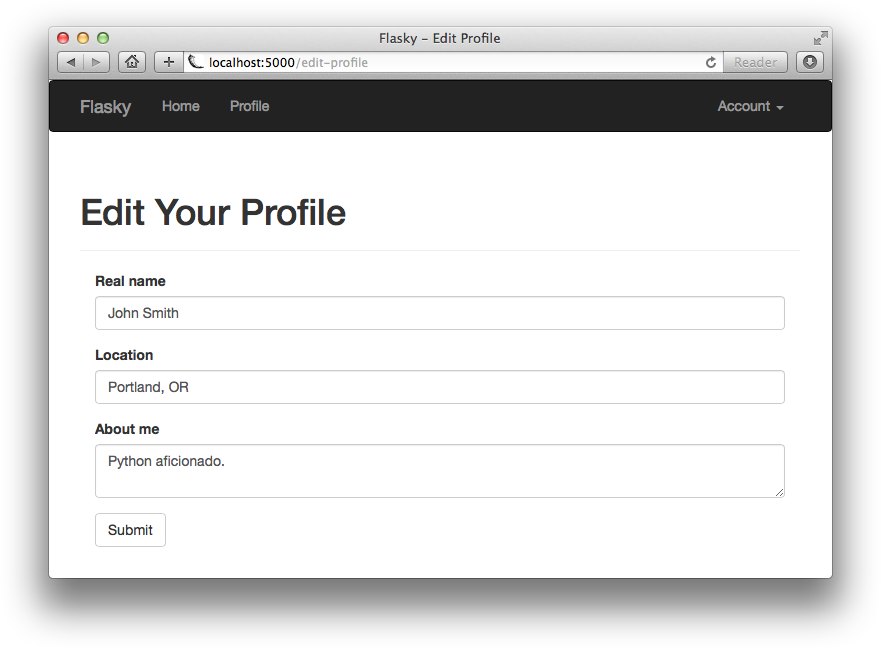 Flasky – Edit Profile
localhost:5000/edit-profile
Reader
Flasky Home Profile Account
Edit Your Profile
Real name
John Smith
Location
Portland, OR
About me
Python aficionado.
Submit